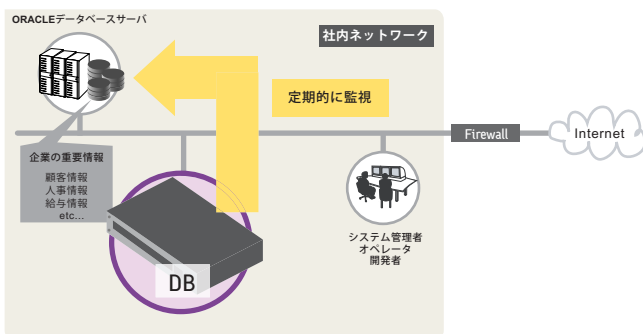 ORACLEデータベースサーバ
社内ネットワーク
定期的に監視
Firewall
Internet
企業の重要情報
顧客情報
人事情報
給与情報
etc...
システム管理者
オペレータ
開発者
DB